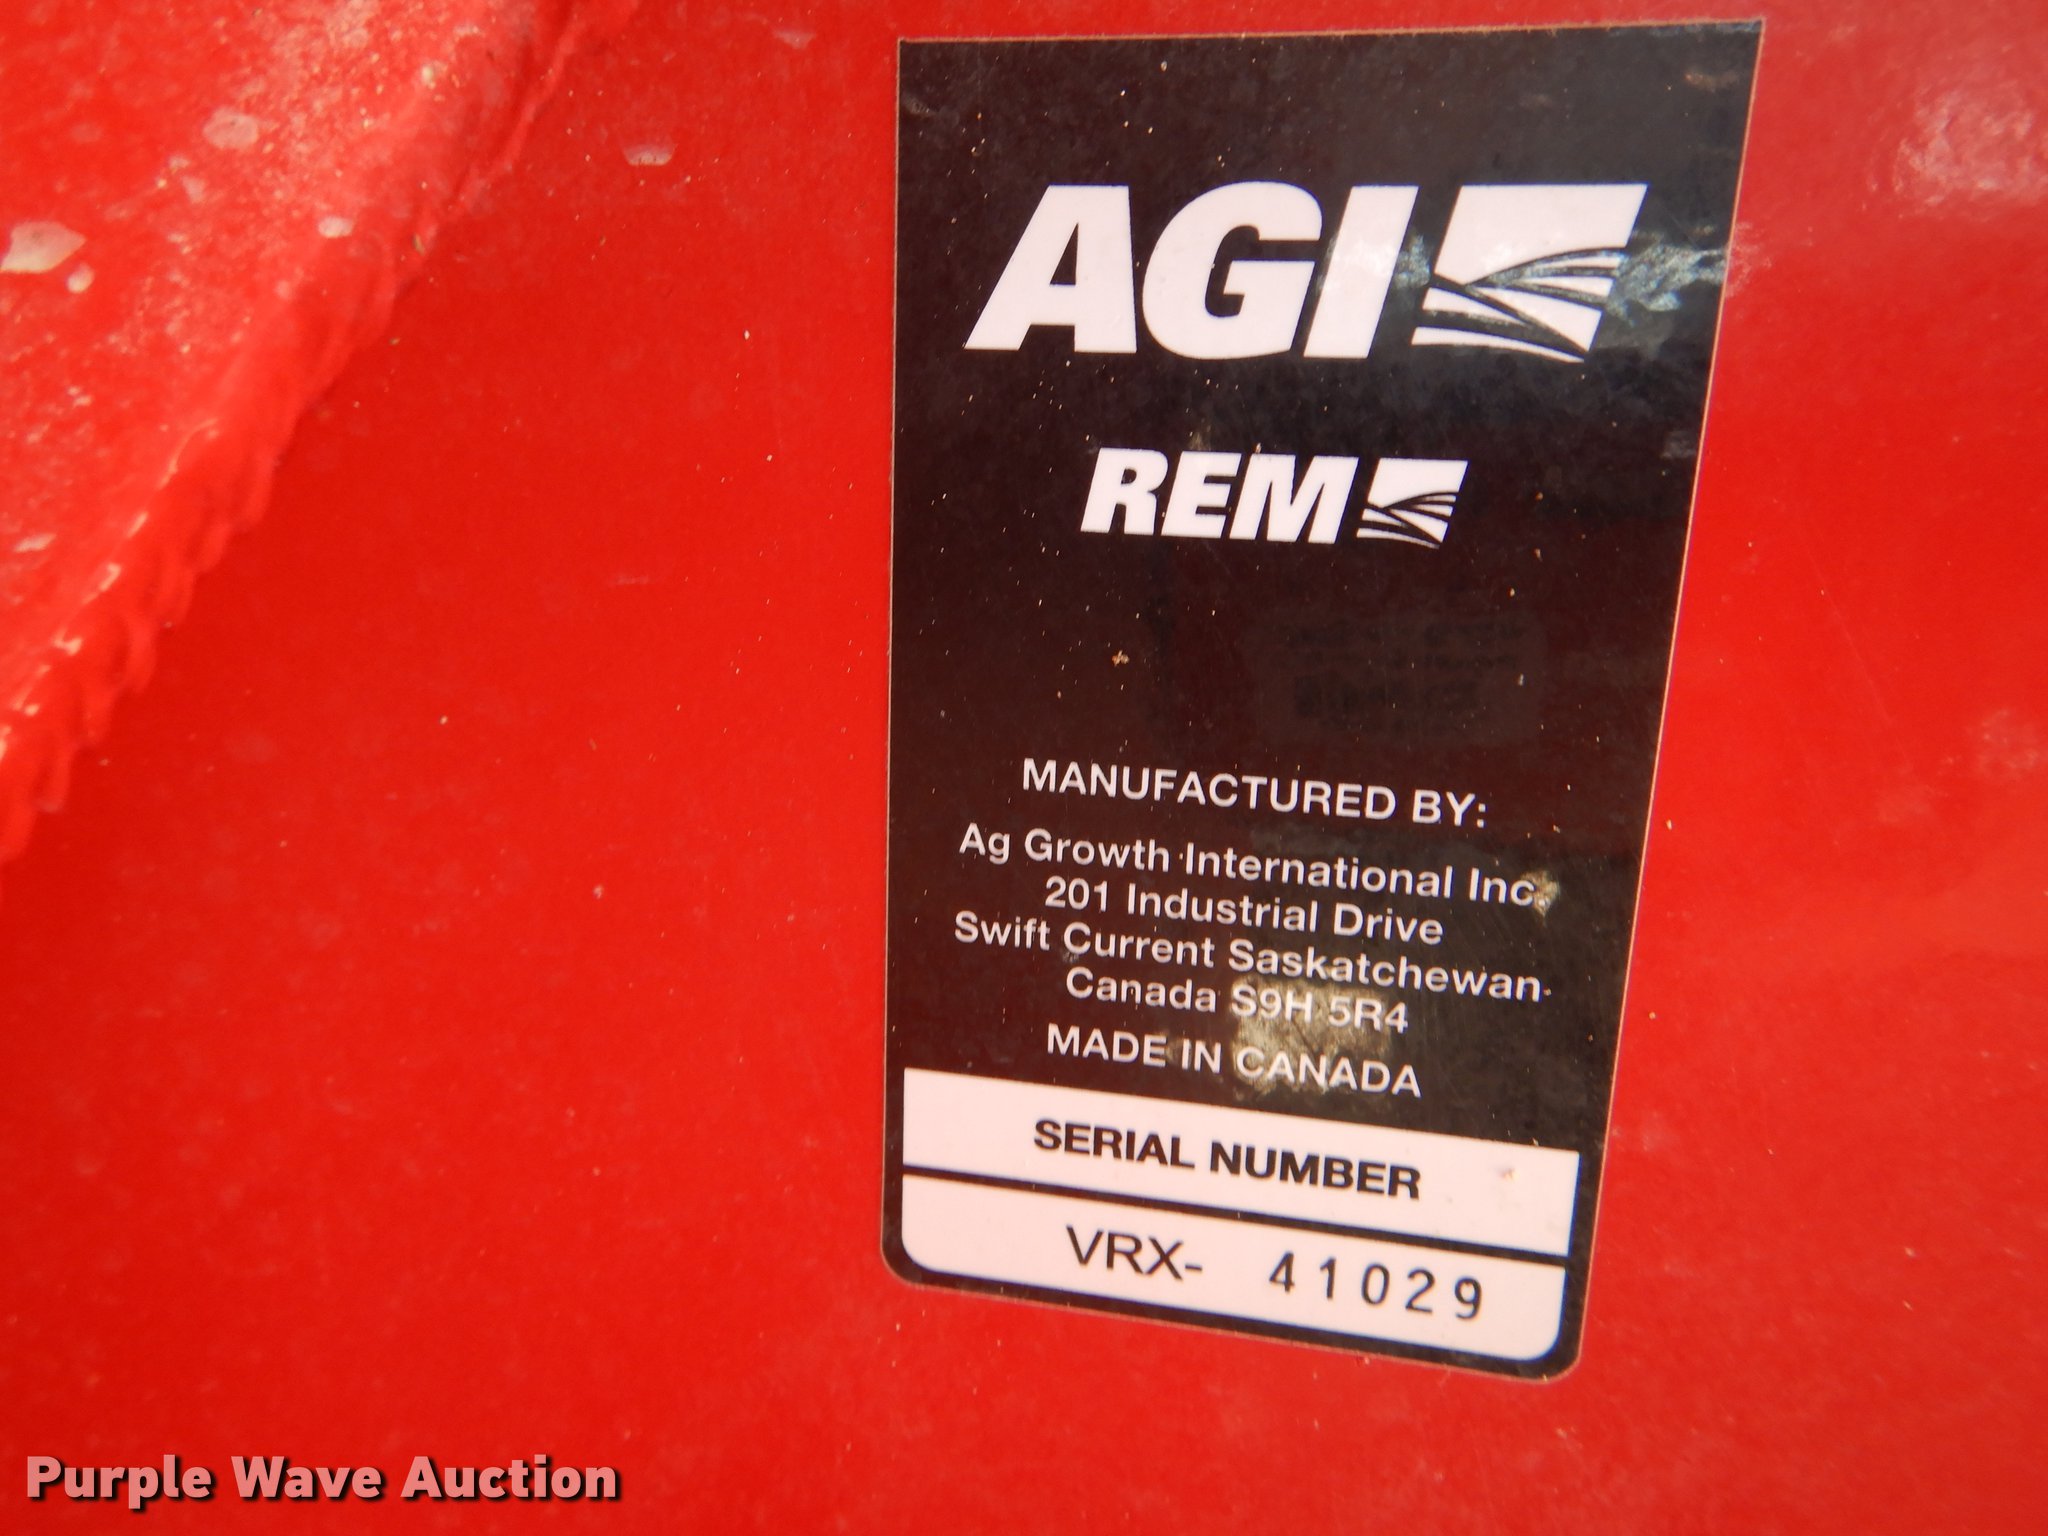 AGI
REM
MANUFACTURED BY:
Ag Growth International Inc.
201 Industrial Drive
Swift Current Saskatchewan
Canada S9H 5R4
MADE IN CANADA
SERIAL NUMBER
VRX- 41029
Purple Wave Auction